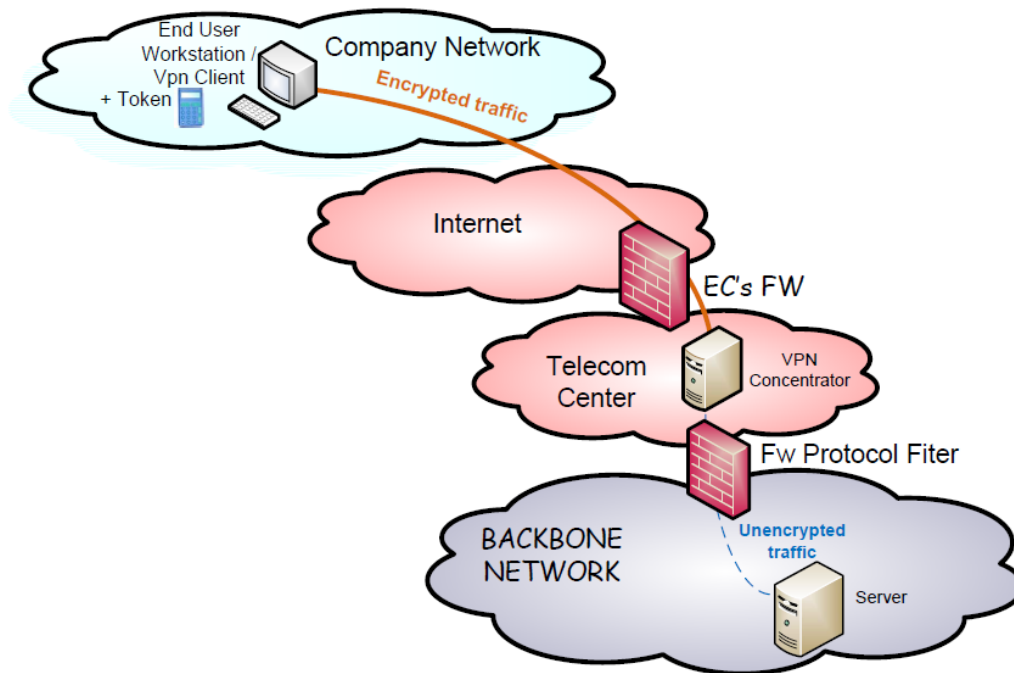 End User
Workstation /
Vpn Client
+ Token
Company Network
Encrypted traffic
Internet
EC's FW
Telecom
Center
VPN
Concentrator
Fw Protocol Fiter
BACKBONE
NETWORK
Unencrypted
traffic
Server